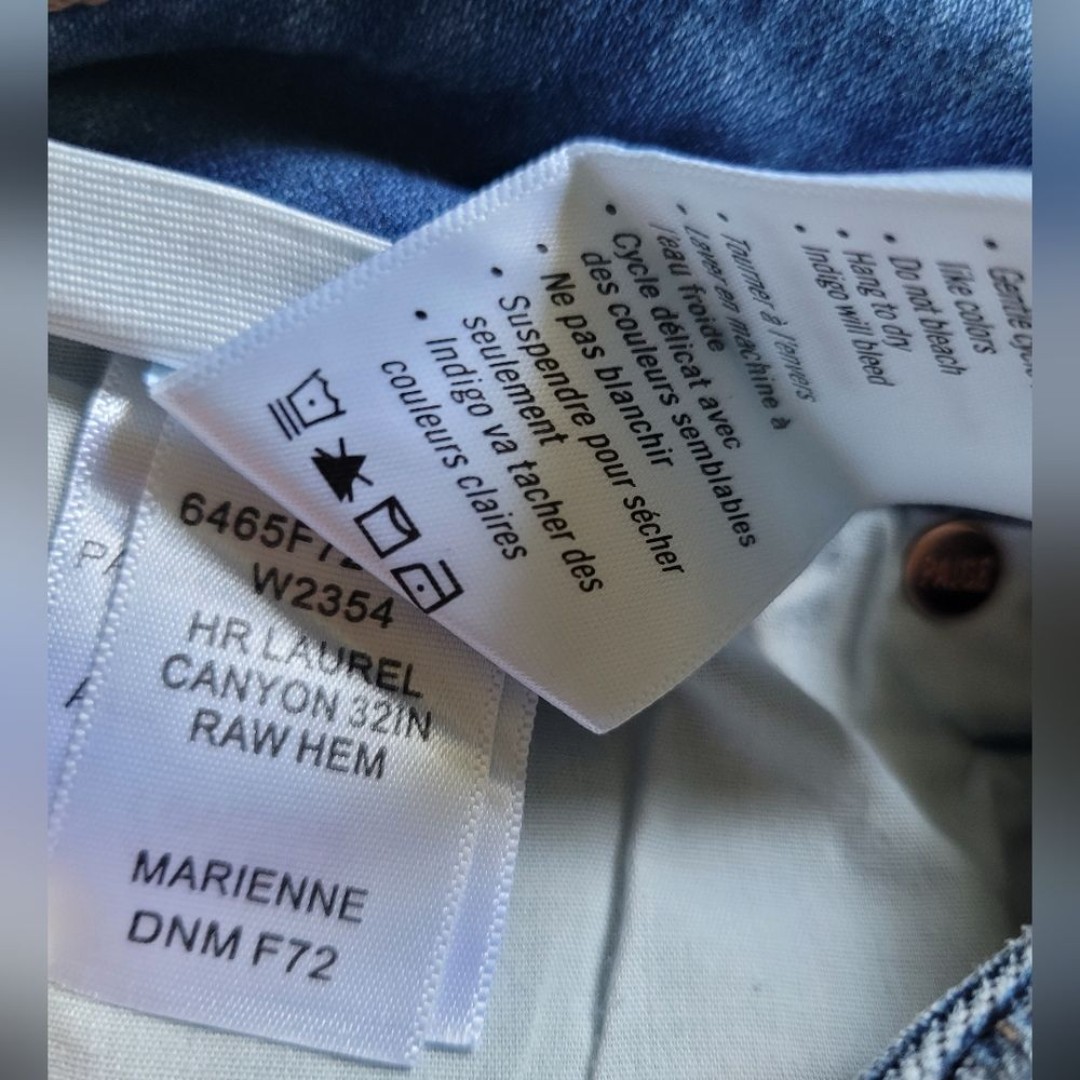 Gentle
like colors
Do not bleach
Hang to dry
Indigo will bleed
Tourner à l'envers
Laver en machine à
l'eau froide
Cycle délicat avec
des couleurs semblables
Ne pas blanchir
Suspendre pour sécher
seulement
Indigo va tacher des
couleurs claires
6465F72
W2354
HR LAUREL
CANYON 32IN
RAW HEM
MARIENNE
DNM F72
PAIGE